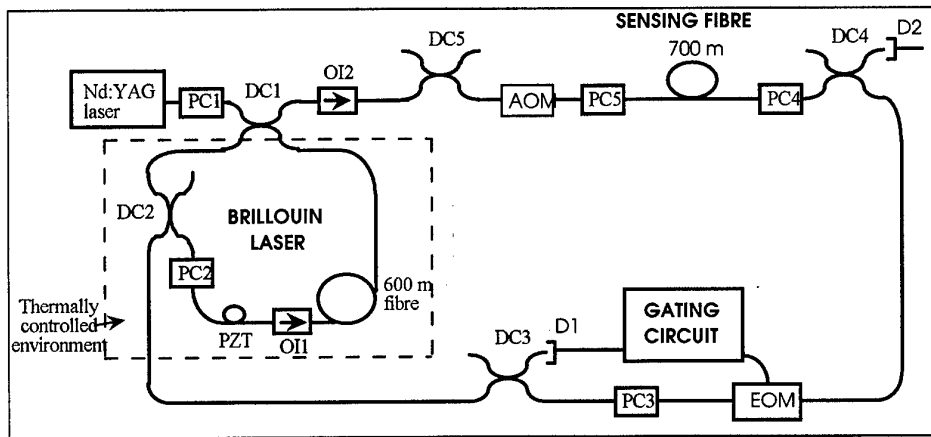 SENSING FIBRE
700 m
DC4
D2
DC5
OI2
DC1
Nd:YAG
laser
PC1
AOM
PC5
PC4
DC2
BRILLOUIN
LASER
PC2
600 m
fibre
Thermally
controlled
environment
PZT
OI1
DC3
D1
GATING
CIRCUIT
PC3
EOM